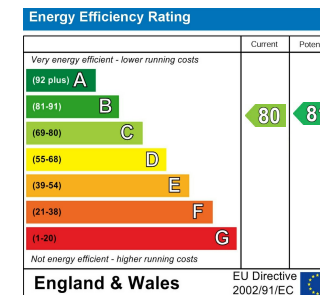 Energy Efficiency Rating
Current Poten
Very energy efficient - lower running costs
(92 plus) A
(81-91) B
(69-80) C
(55-68) D
(39-54) E
(21-38) F
(1-20) G
80 8
Not energy efficient - higher running costs
England & Wales
EU Directive
2002/91/EC